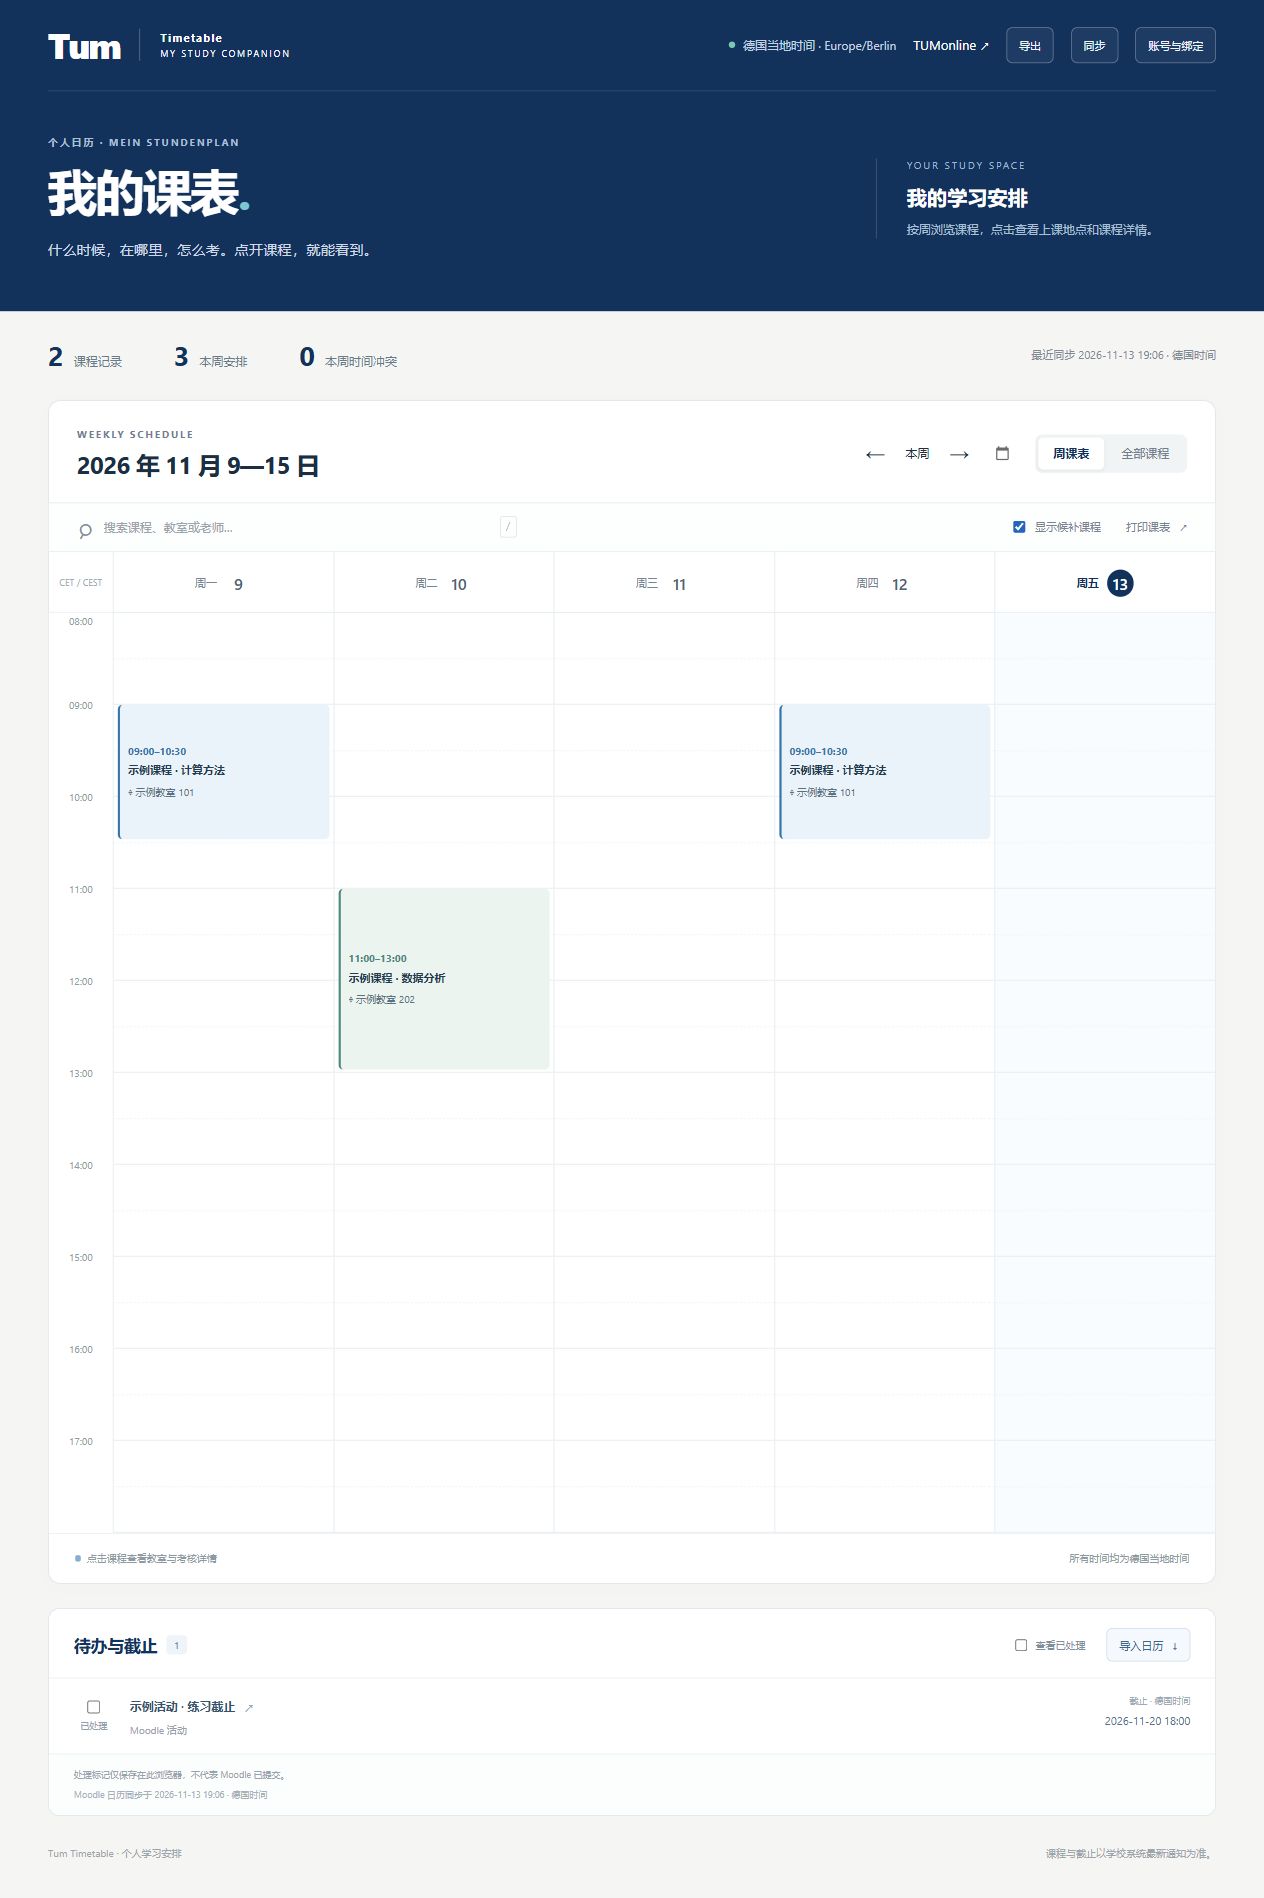 Tum
Timetable
MY STUDY COMPANION
德国当地时间 · Europe/Berlin
TUMonline ↗
导出
同步
账号与绑定
个人日历 · MEIN STUNDENPLAN
我的课表.
什么时候，在哪里，怎么考。点开课程，就能看到。
YOUR STUDY SPACE
我的学习安排
按周浏览课程，点击查看上课地点和课程详情。
2 课程记录
3 本周安排
0 本周时间冲突
最近同步 2026-11-13 19:06 · 德国时间
WEEKLY SCHEDULE
2026 年 11 月 9—15 日
← 本周 →
周课表
全部课程
搜索课程、教室或老师...
/
显示候补课程
打印课表 ↗
CET / CEST
周一 9
周二 10
周三 11
周四 12
周五 13
08:00
09:00
09:00–10:30
示例课程 · 计算方法
⌖ 示例教室 101
09:00–10:30
示例课程 · 计算方法
⌖ 示例教室 101
10:00
11:00
11:00–13:00
示例课程 · 数据分析
⌖ 示例教室 202
12:00
13:00
14:00
15:00
16:00
17:00
点击课程查看教室与考核详情
所有时间均为德国当地时间
待办与截止 1
查看已处理
导入日历 ↓
已处理
示例活动 · 练习截止 ↗
Moodle 活动
截止 · 德国时间
2026-11-20 18:00
处理标记仅保存在此浏览器，不代表 Moodle 已提交。
Moodle 日历同步于 2026-11-13 19:06 · 德国时间
Tum Timetable · 个人学习安排
课程与截止以学校系统最新通知为准。